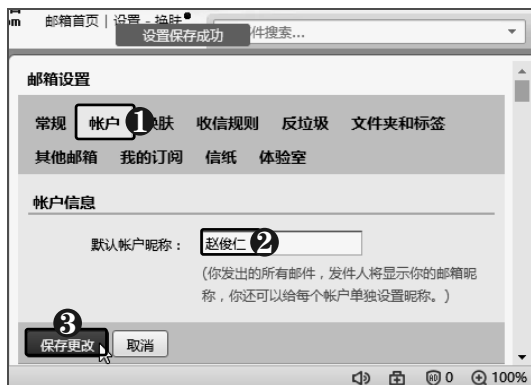 邮箱首页 | 设置 - 换肤
设置保存成功
件搜索...
邮箱设置
常规 帐户 1 肤 收信规则 反垃圾 文件夹和标签
其他邮箱 我的订阅 信纸 体验室
帐户信息
默认帐户昵称： 赵俊仁 2
(你发出的所有邮件，发件人将显示你的邮箱昵
称，你还可以给每个帐户单独设置昵称。)
3
保存更改 取消
0 100%